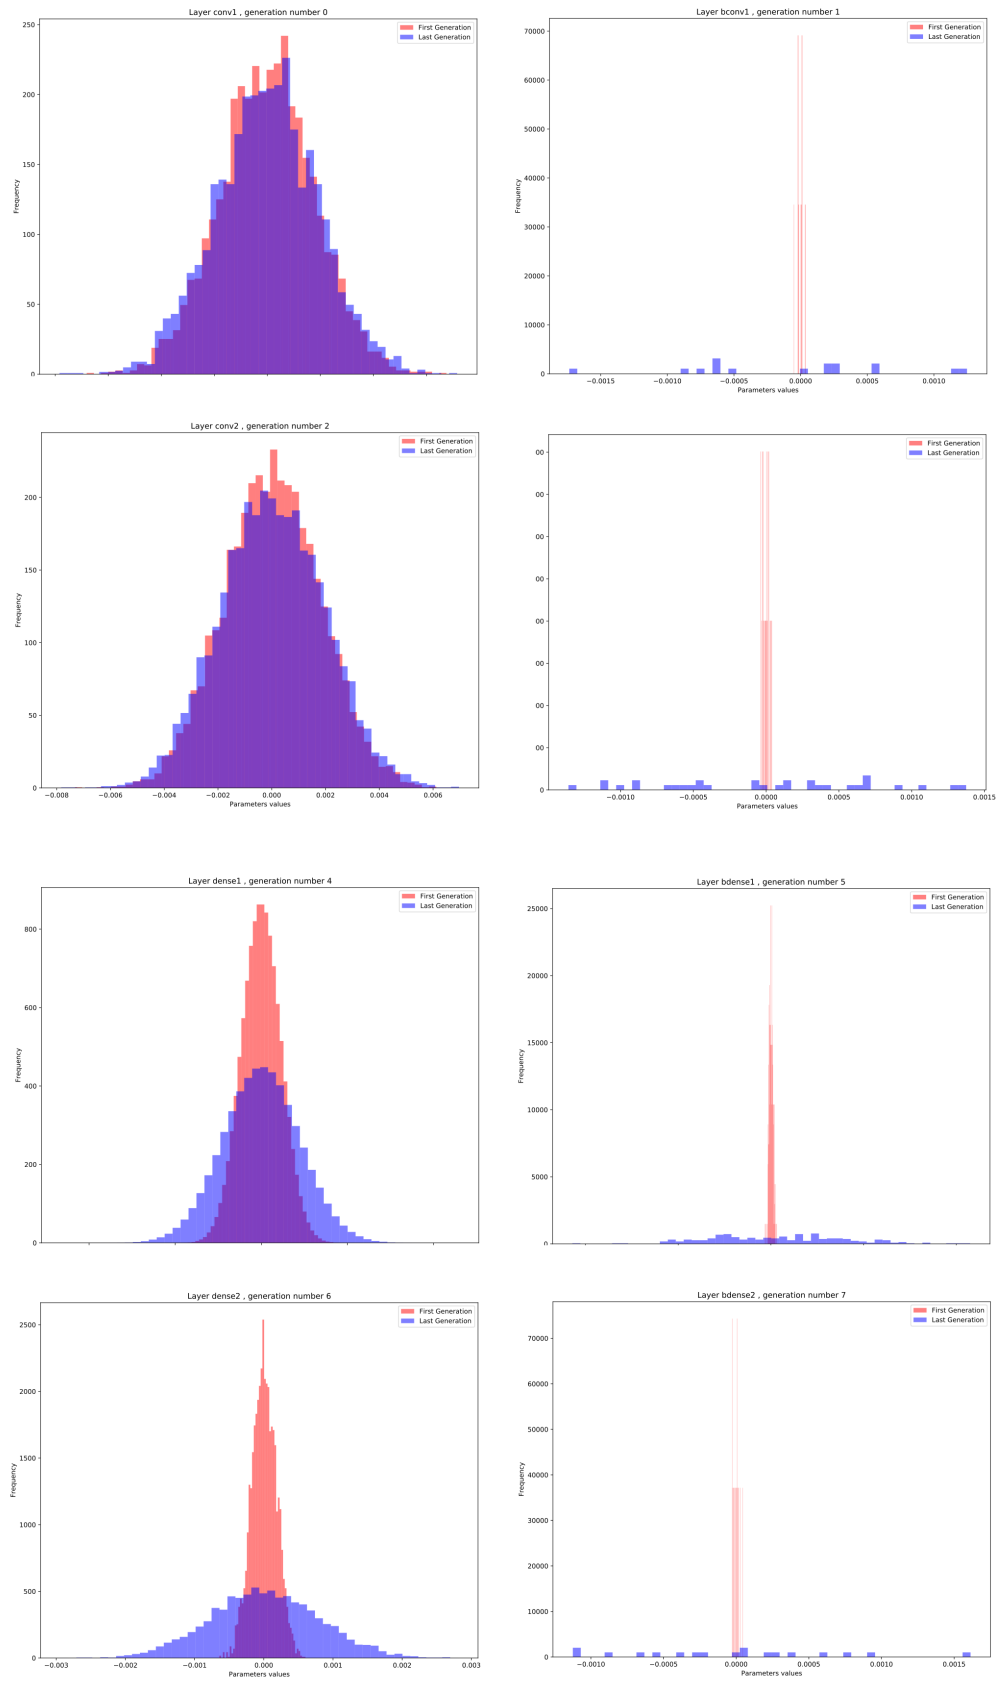 Layer conv1 , generation number 0
250
200
150
100
50
0
Frequency
First Generation
Last Generation
Layer bconv1 , generation number 1
70000
60000
50000
40000
30000
20000
10000
0
Frequency
First Generation
Last Generation
−0.0015 −0.0010 −0.0005 0.0000 0.0005 0.0010
Parameters values
Layer conv2 , generation number 2
200
150
100
50
0
Frequency
First Generation
Last Generation
−0.008 −0.006 −0.004 −0.002 0.000 0.002 0.004 0.006
Parameters values
00
00
00
00
00
00
00
00
0
First Generation
Last Generation
−0.0010 −0.0005 0.0000 0.0005 0.0010 0.0015
Parameters values
Layer dense1 , generation number 4
800
600
400
200
0
Frequency
First Generation
Last Generation
Layer bdense1 , generation number 5
25000
20000
15000
10000
5000
0
Frequency
First Generation
Last Generation
Layer dense2 , generation number 6
2500
2000
1500
1000
500
0
Frequency
First Generation
Last Generation
−0.003 −0.002 −0.001 0.000 0.001 0.002 0.003
Parameters values
Layer bdense2 , generation number 7
70000
60000
50000
40000
30000
20000
10000
0
Frequency
First Generation
Last Generation
−0.0010 −0.0005 0.0000 0.0005 0.0010 0.0015
Parameters values